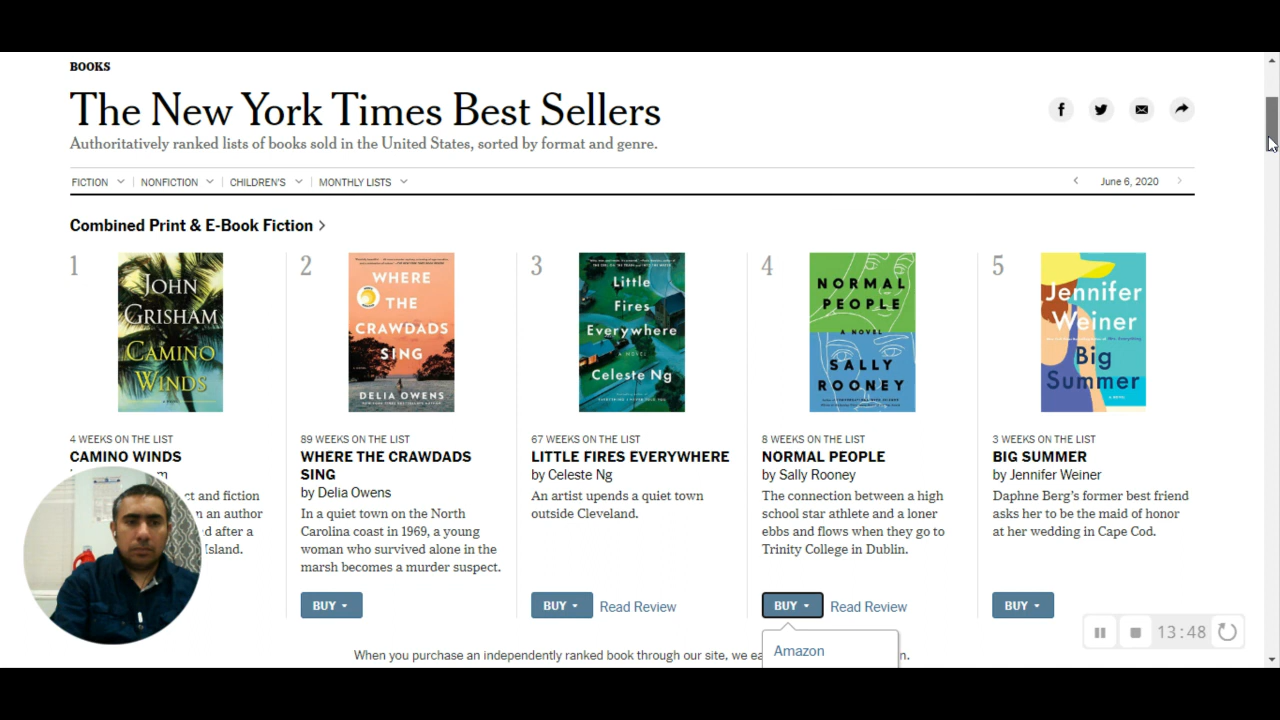 BOOKS
The New York Times Best Sellers
Authoritatively ranked lists of books sold in the United States, sorted by format and genre.
FICTION
NONFICTION
CHILDREN'S
MONTHLY LISTS
June 6, 2020
Combined Print & E-Book Fiction
1
JOHN
GRISHAM
CAMINO
WINDS
4 WEEKS ON THE LIST
CAMINO WINDS
ct and fiction
n an author
d after a
Island.
2
WHERE
THE
CRAWDADS
SING
DELIA OWENS
89 WEEKS ON THE LIST
WHERE THE CRAWDADS
SING
by Delia Owens
In a quiet town on the North
Carolina coast in 1969, a young
woman who survived alone in the
marsh becomes a murder suspect.
BUY
3
Little
Fires
Everywhere
A NOVEL
Celeste Ng
67 WEEKS ON THE LIST
LITTLE FIRES EVERYWHERE
by Celeste Ng
An artist upends a quiet town
outside Cleveland.
BUY
Read Review
4
NORMAL
PEOPLE
A NOVEL
SALLY
ROONEY
8 WEEKS ON THE LIST
NORMAL PEOPLE
by Sally Rooney
The connection between a high
school star athlete and a loner
ebbs and flows when they go to
Trinity College in Dublin.
BUY
Read Review
Amazon
5
Jennifer
Weiner
Big
Summer
3 WEEKS ON THE LIST
BIG SUMMER
by Jennifer Weiner
Daphne Berg's former best friend
asks her to be the maid of honor
at her wedding in Cape Cod.
BUY
13:48
When you purchase an independently ranked book through our site, we ea
n.